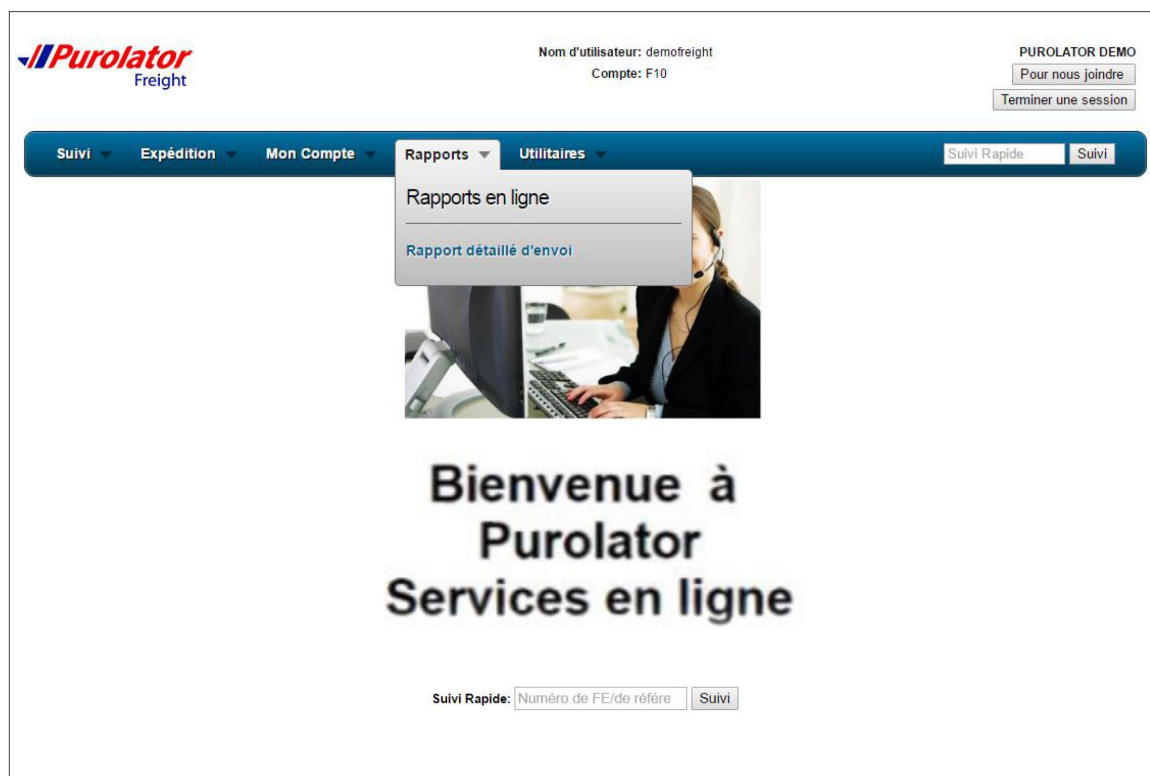 Purolator
Freight
Nom d'utilisateur: demofreight
Compte: F10
PUROLATOR DEMO
Pour nous joindre
Terminer une session
Suivi Expédition Mon Compte Rapports Utilitaires Suivi Rapide Suivi
Rapports en ligne
Rapport détaillé d'envoi
Bienvenue à
Purolator
Services en ligne
Suivi Rapide: Numéro de FE/de référe Suivi